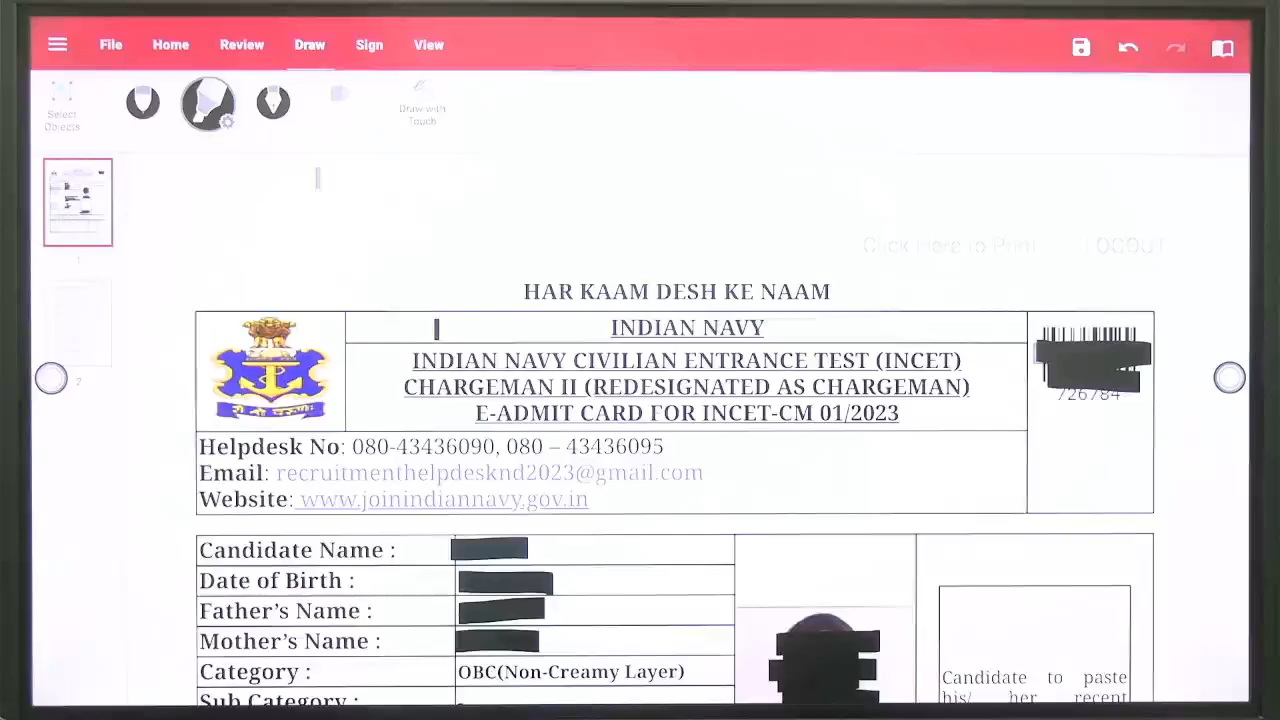 File Home Review Draw Sign View
Select Objects
Draw with Touch
1
2
Click Here to Print LOGOUT
HAR KAAM DESH KE NAAM
INDIAN NAVY
INDIAN NAVY CIVILIAN ENTRANCE TEST (INCET)
CHARGEMAN II (REDESIGNATED AS CHARGEMAN)
E-ADMIT CARD FOR INCET-CM 01/2023
726784
Helpdesk No: 080-43436090, 080 – 43436095
Email: recruitmenthelpdesknd2023@gmail.com
Website: www.joinindiannavy.gov.in
Candidate Name :
Date of Birth :
Father's Name :
Mother's Name :
Category : OBC(Non-Creamy Layer)
Sub Category :
Candidate to paste
his/ her recent